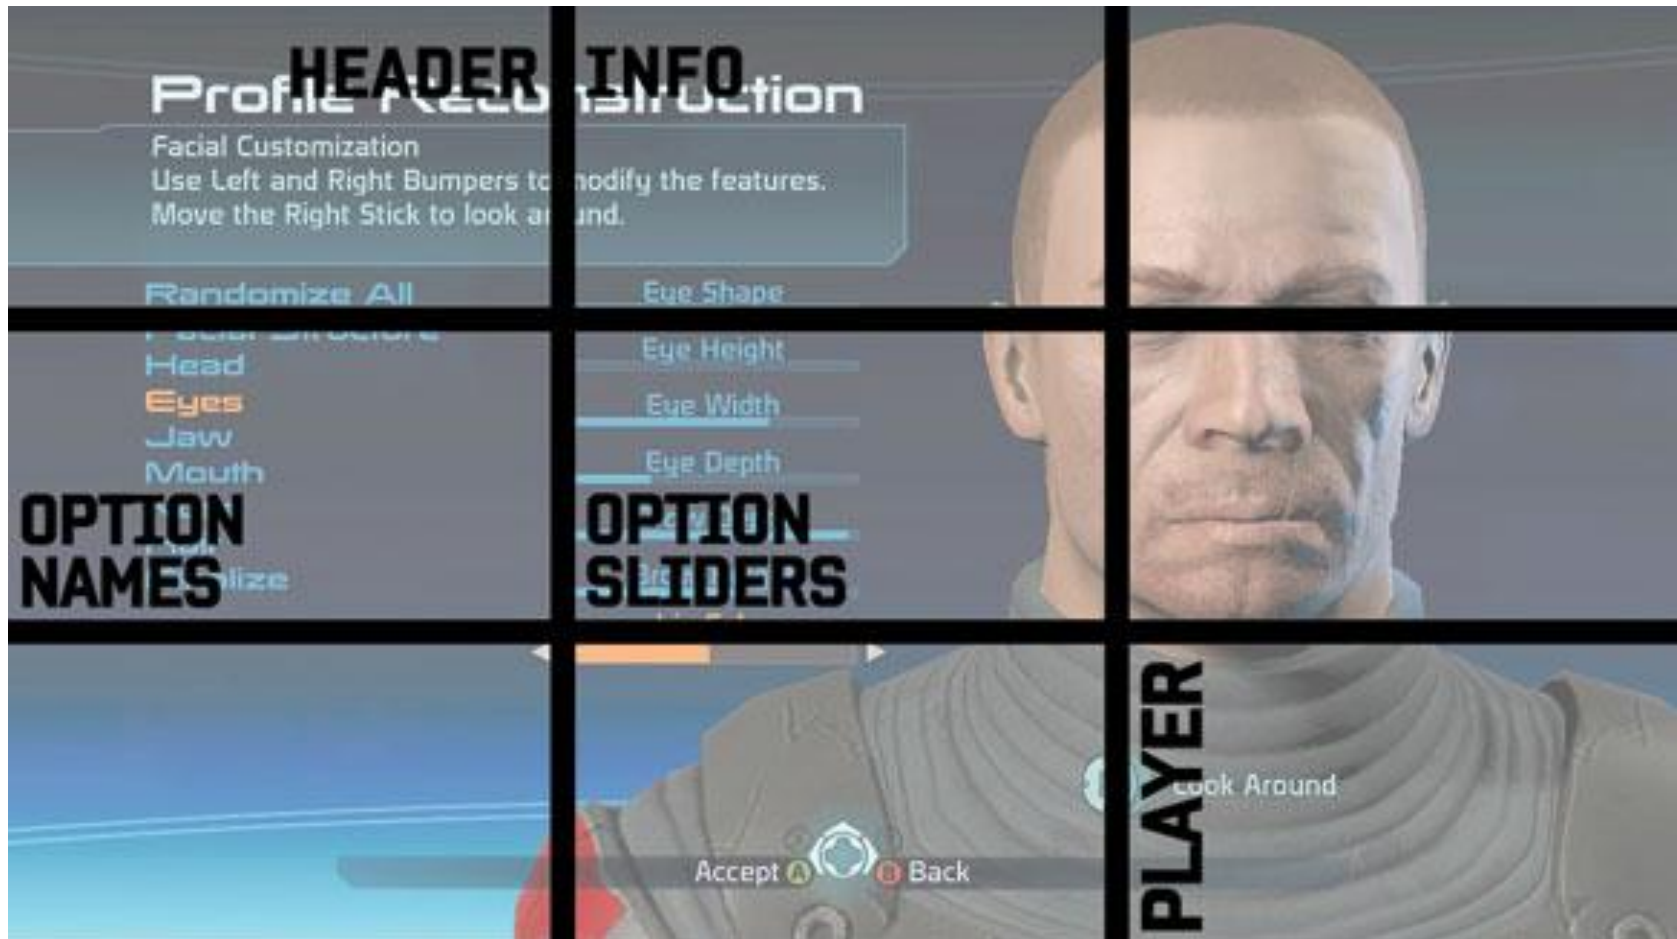 HEADER INFO
Profile Reconstruction
Facial Customization
Use Left and Right Bumpers to modify the features.
Move the Right Stick to look around.
Randomize All
Eye Shape
Facial Structure
Head
Eye Height
Eyes
Eye Width
Jaw
Mouth
Eye Depth
OPTION
NAMES
OPTION
SLIDERS
PLAYER
Look Around
Accept A
B Back